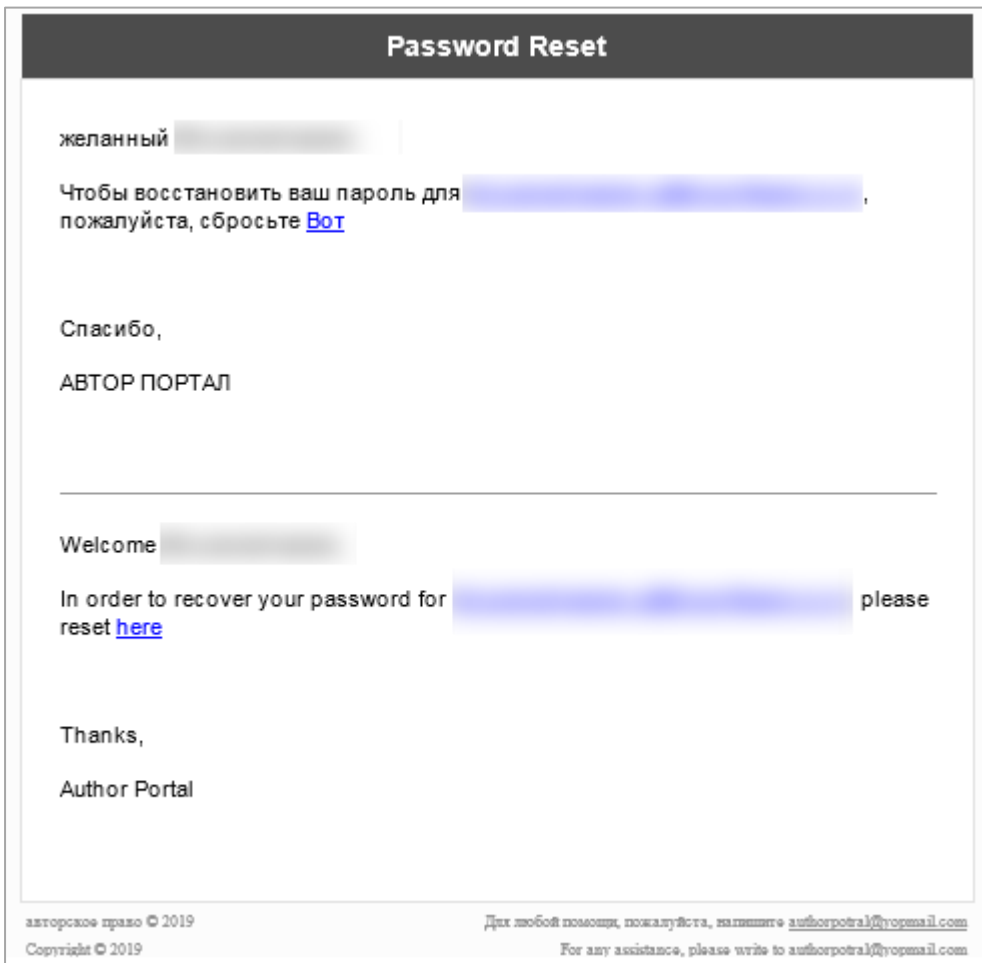 Password Reset
желанный
Чтобы восстановить ваш пароль для ,
пожалуйста, сбросьте Вот
Спасибо,
АВТОР ПОРТАЛ
Welcome
In order to recover your password for please
reset here
Thanks,
Author Portal
авторское право © 2019 Для любой помощи, пожалуйста, напишите authorpotral@yopmail.com
Copyright © 2019 For any assistance, please write to authorpotral@yopmail.com